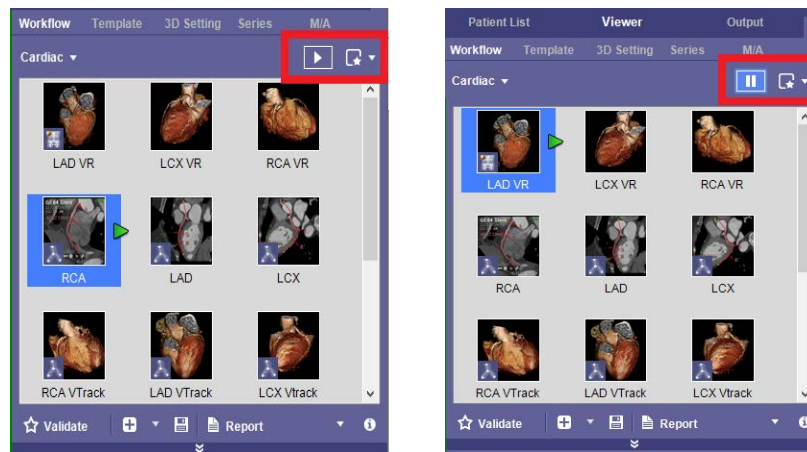 Workflow Template 3D Setting Series M/A
Cardiac
LAD VR LCX VR RCA VR
RCA LAD LCX
RCA VTrack LAD VTrack LCX Vtrack
Validate Report
Patient List Viewer Output
Workflow Template 3D Setting Series M/A
Cardiac
LAD VR LCX VR RCA VR
RCA LAD LCX
RCA VTrack LAD VTrack LCX Vtrack
Validate Report